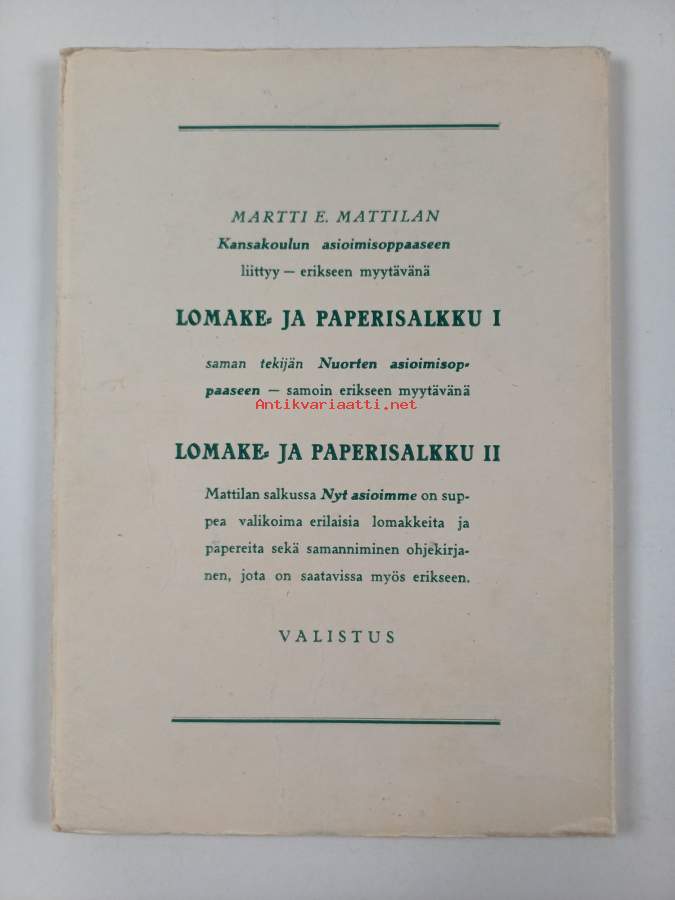 MARTTI E. MATTILAN
Kansakoulun asioimisoppaaseen
liittyy — erikseen myytävänä
LOMAKE- JA PAPERISALKKU I
saman tekijän Nuorten asioimisop-
paaseen — samoin erikseen myytävänä
Antikvariaatti.net
LOMAKE- JA PAPERISALKKU II
Mattilan salkussa Nyt asioimme on sup-
pea valikoima erilaisia lomakkeita ja
papereita sekä samanniminen ohjekirja-
nen, jota on saatavissa myös erikseen.
VALISTUS